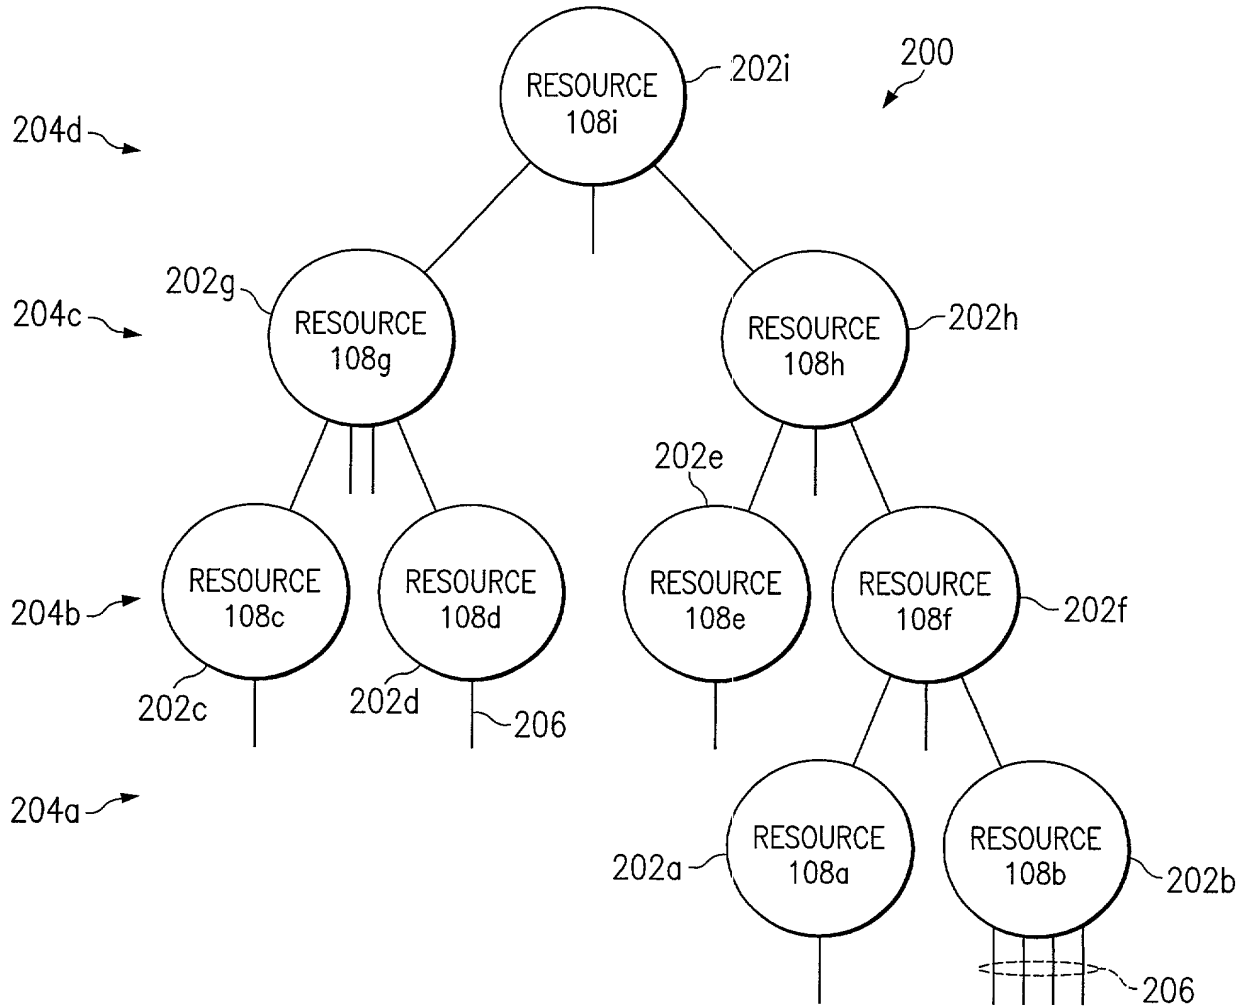 200
202i
RESOURCE
108i
204d
202g
204c
RESOURCE
108g
202h
RESOURCE
108h
202e
RESOURCE
108c
RESOURCE
108d
RESOURCE
108e
RESOURCE
108f
204b
202f
202c
202d
206
204a
RESOURCE
108a
RESOURCE
108b
202a
202b
206